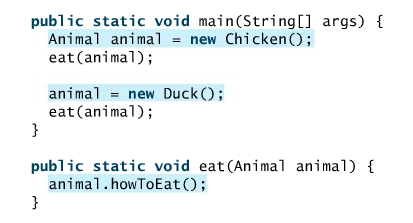 public static void main(String[] args) {
Animal animal = new Chicken();
eat(animal);
animal = new Duck();
eat(animal);
}
public static void eat(Animal animal) {
animal.howToEat();
}